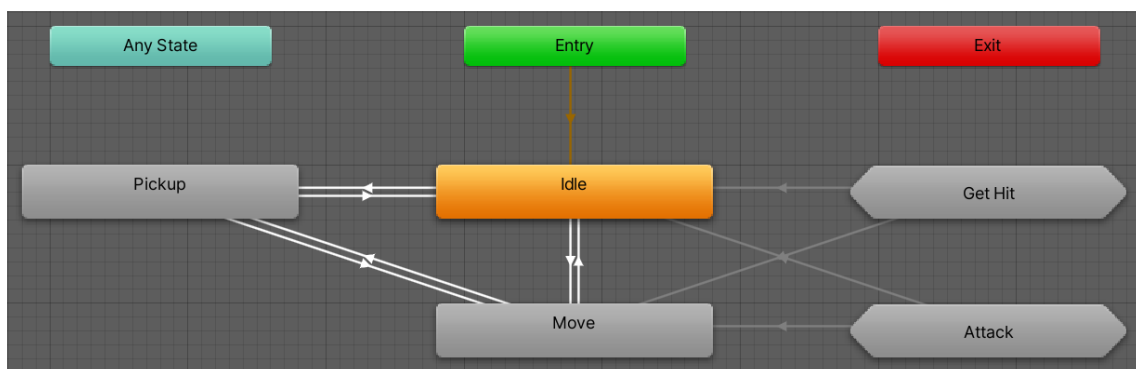 Any State
Entry
Exit
Pickup
Idle
Get Hit
Move
Attack